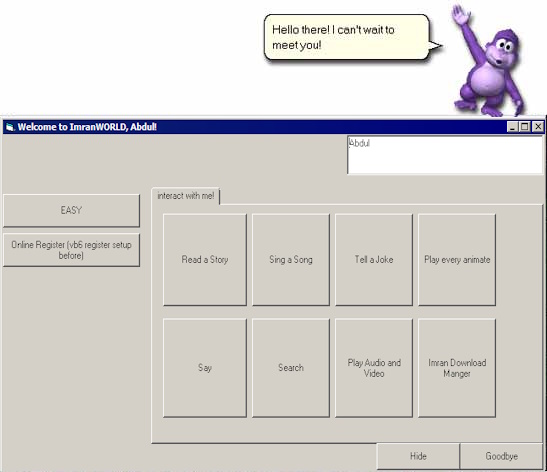 Hello there! I can't wait to
meet you!
Welcome to ImranWORLD, Abdul!
Abdul
interact with me!
EASY
Online Register (vb6 register setup
before)
Read a Story
Sing a Song
Tell a Joke
Play every animate
Say
Search
Play Audio and
Video
Imran Download
Manger
Hide
Goodbye